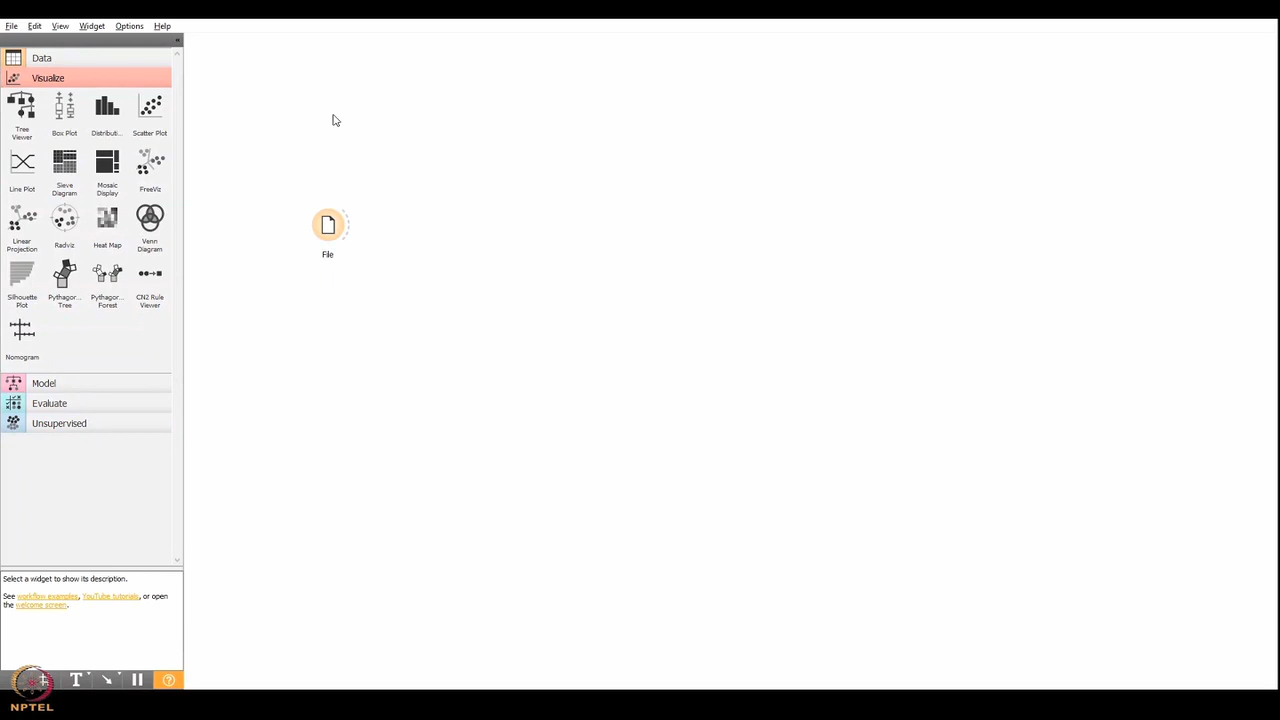 File Edit View Widget Options Help
«
Data
Visualize
Tree Viewer
Box Plot
Distributi...
Scatter Plot
Line Plot
Sieve Diagram
Mosaic Display
FreeViz
Linear Projection
Radviz
Heat Map
Venn Diagram
Silhouette Plot
Pythagor... Tree
Pythagor... Forest
CN2 Rule Viewer
Nomogram
Model
Evaluate
Unsupervised
File
Select a widget to show its description.
See workflow examples, YouTube tutorials, or open
the welcome screen.
T
?
NPTEL